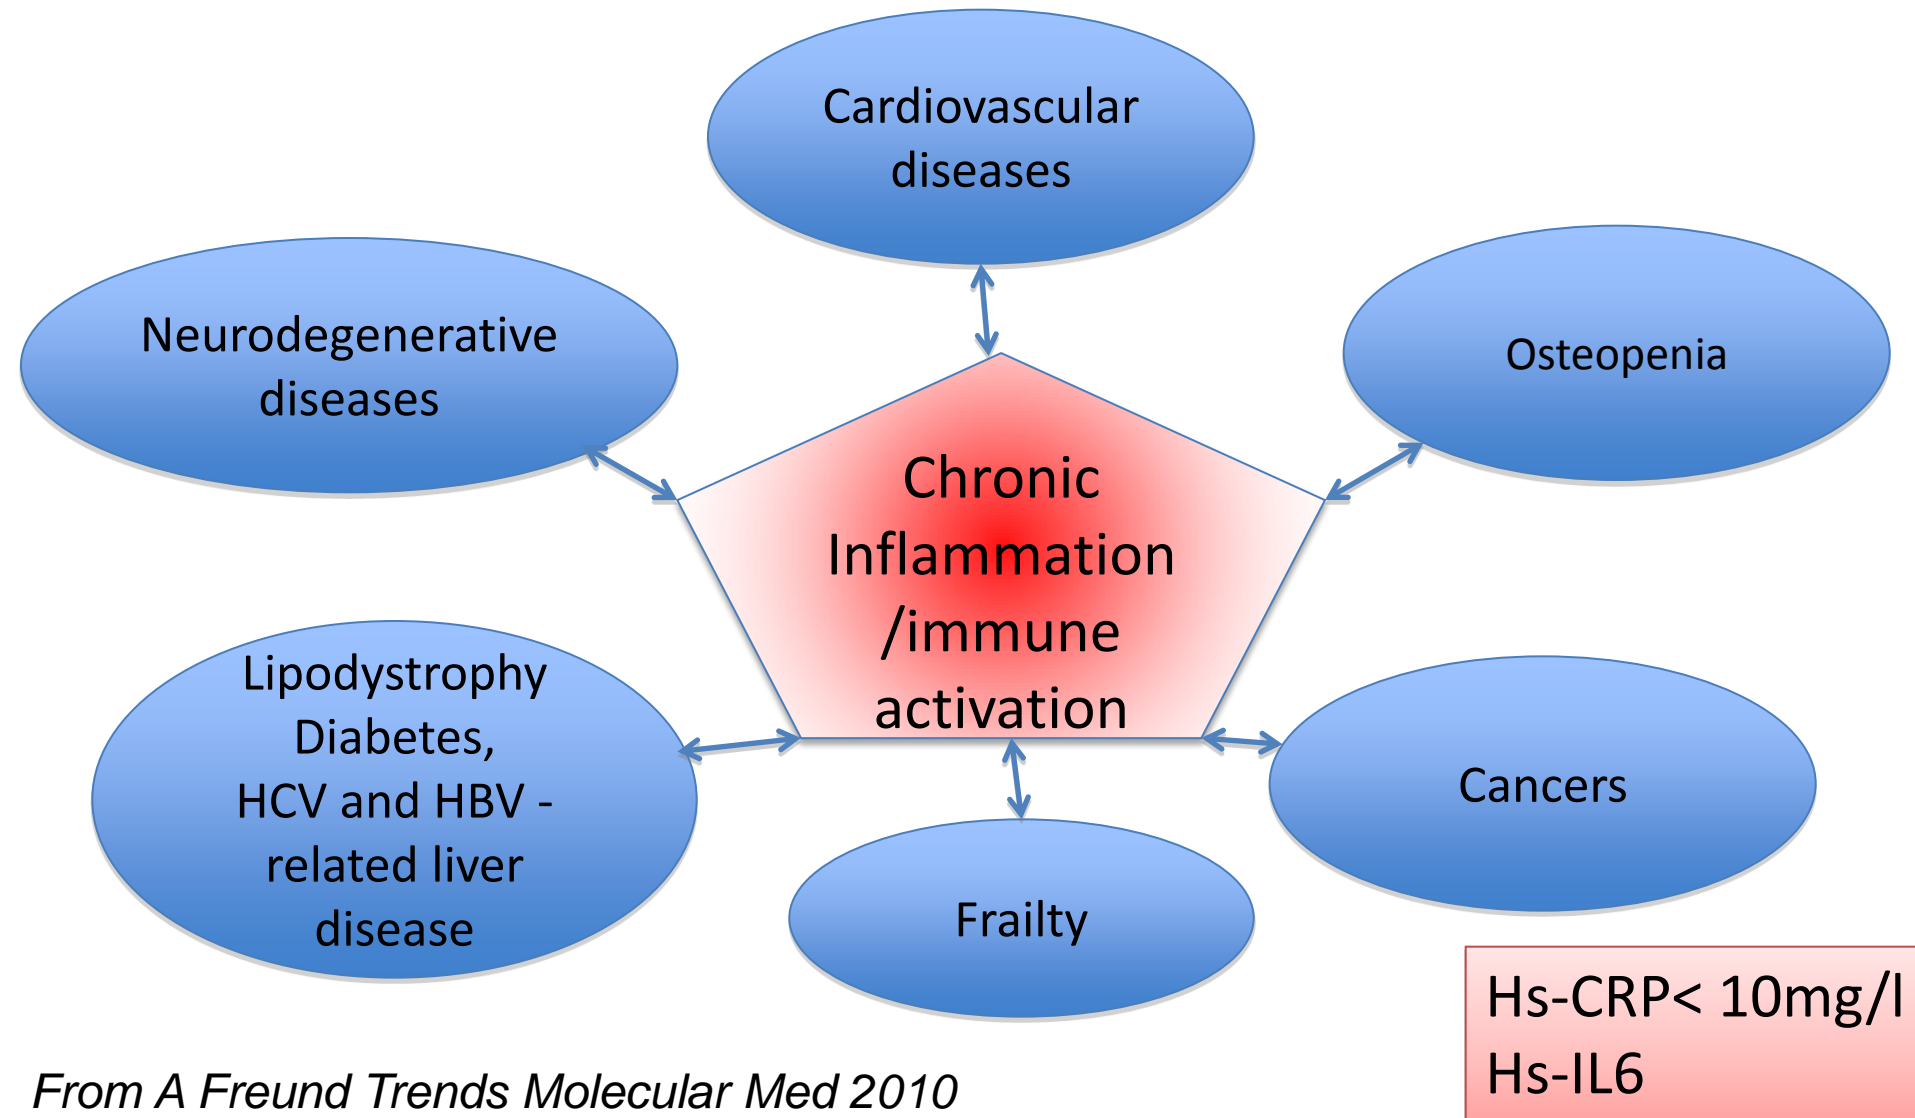 Cardiovascular
diseases
Neurodegenerative
diseases
Osteopenia
Chronic
Inflammation
/immune
activation
Lipodystrophy
Diabetes,
HCV and HBV -
related liver
disease
Cancers
Frailty
Hs-CRP< 10mg/l
Hs-IL6
From A Freund Trends Molecular Med 2010